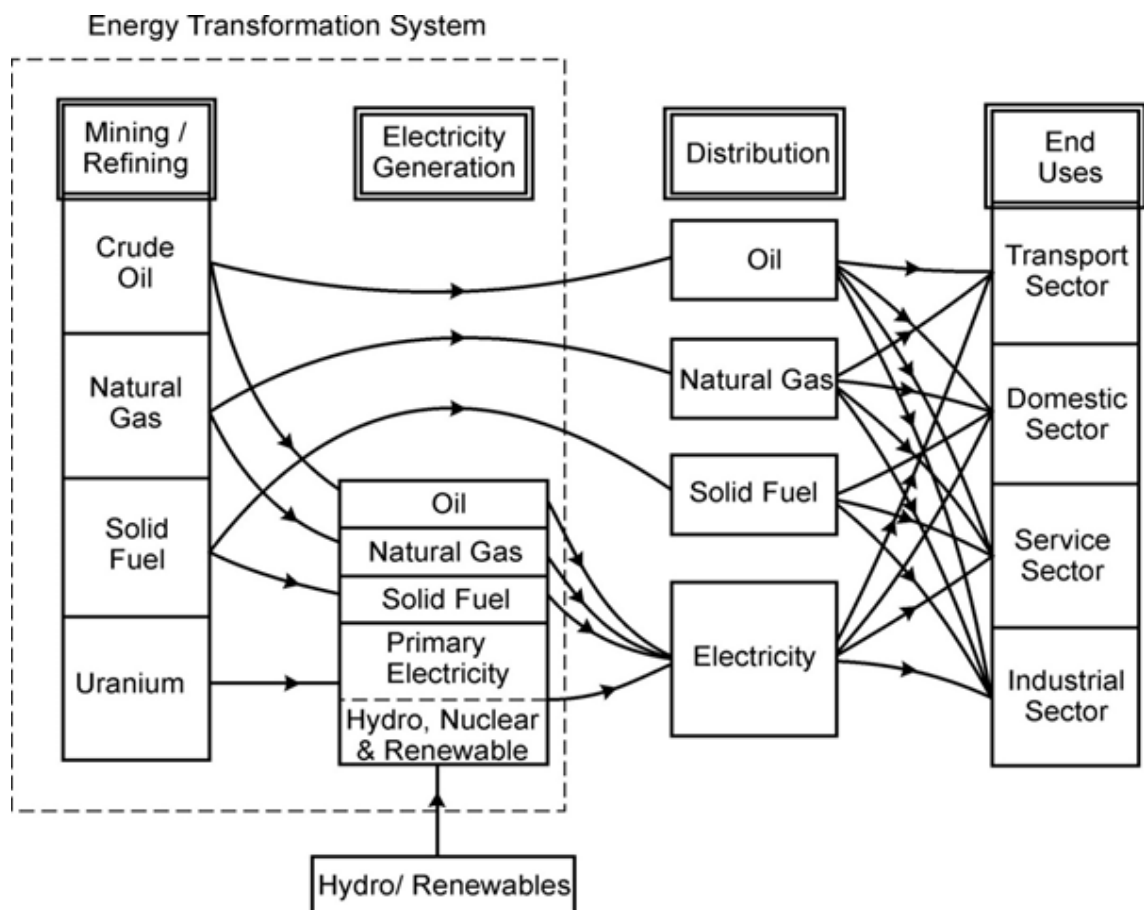 Energy Transformation System
Mining /
Refining
Electricity
Generation
Distribution
End
Uses
Crude
Oil
Natural
Gas
Solid
Fuel
Uranium
Oil
Natural Gas
Solid Fuel
Primary
Electricity
Hydro, Nuclear
& Renewable
Hydro/ Renewables
Oil
Natural Gas
Solid Fuel
Electricity
Transport
Sector
Domestic
Sector
Service
Sector
Industrial
Sector